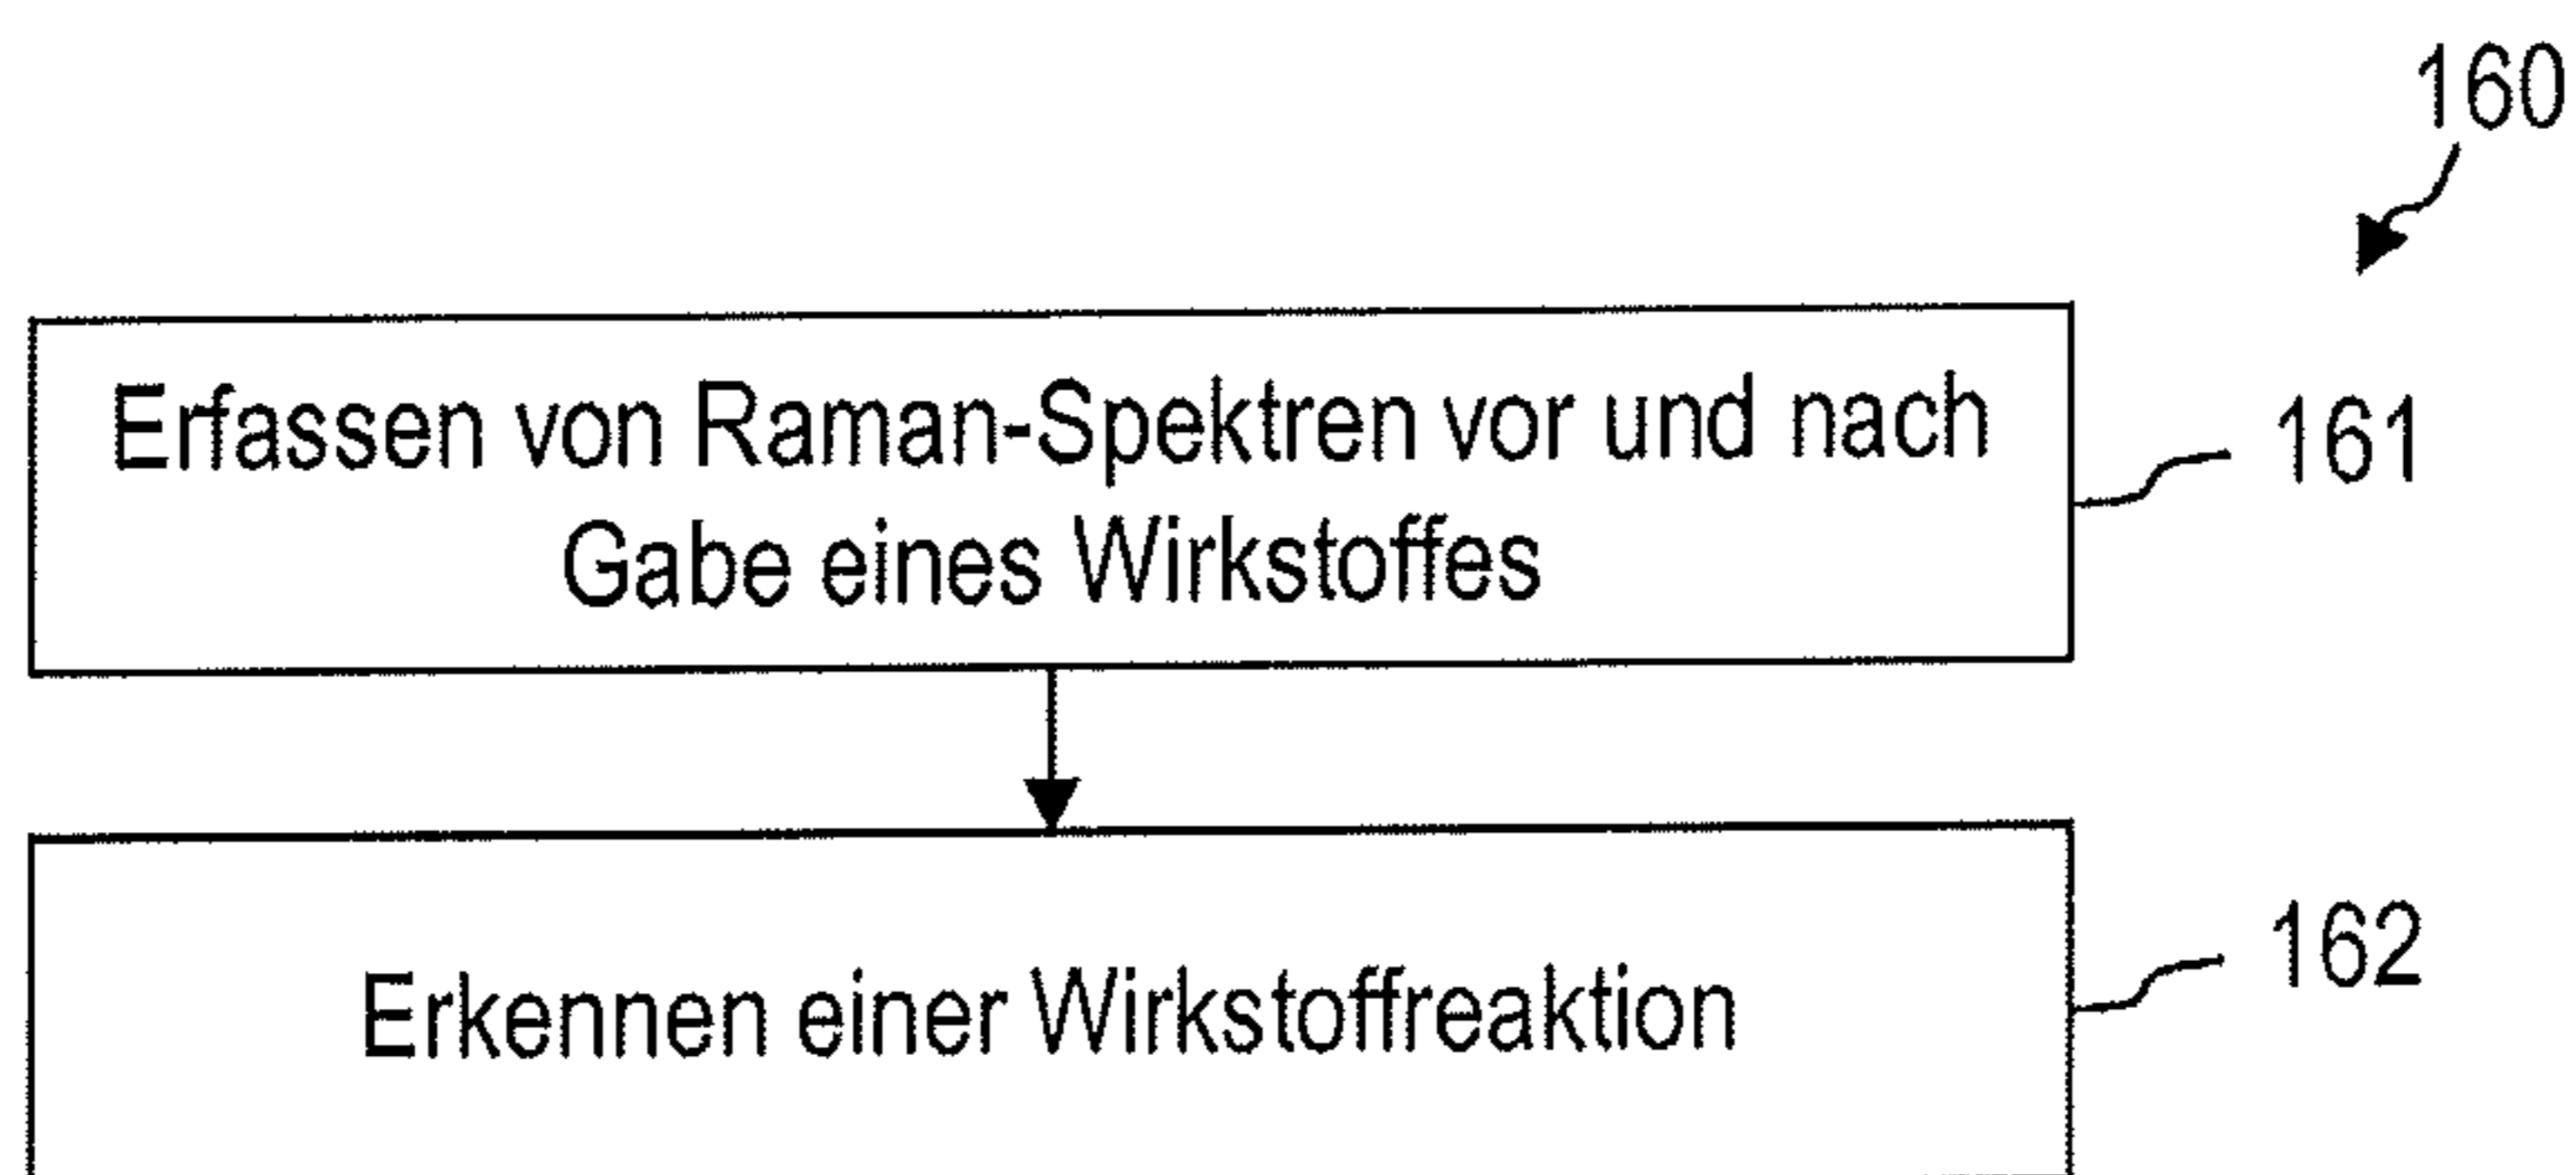 160
Erfassen von Raman-Spektren vor und nach
Gabe eines Wirkstoffes
161
Erkennen einer Wirkstoffreaktion
162